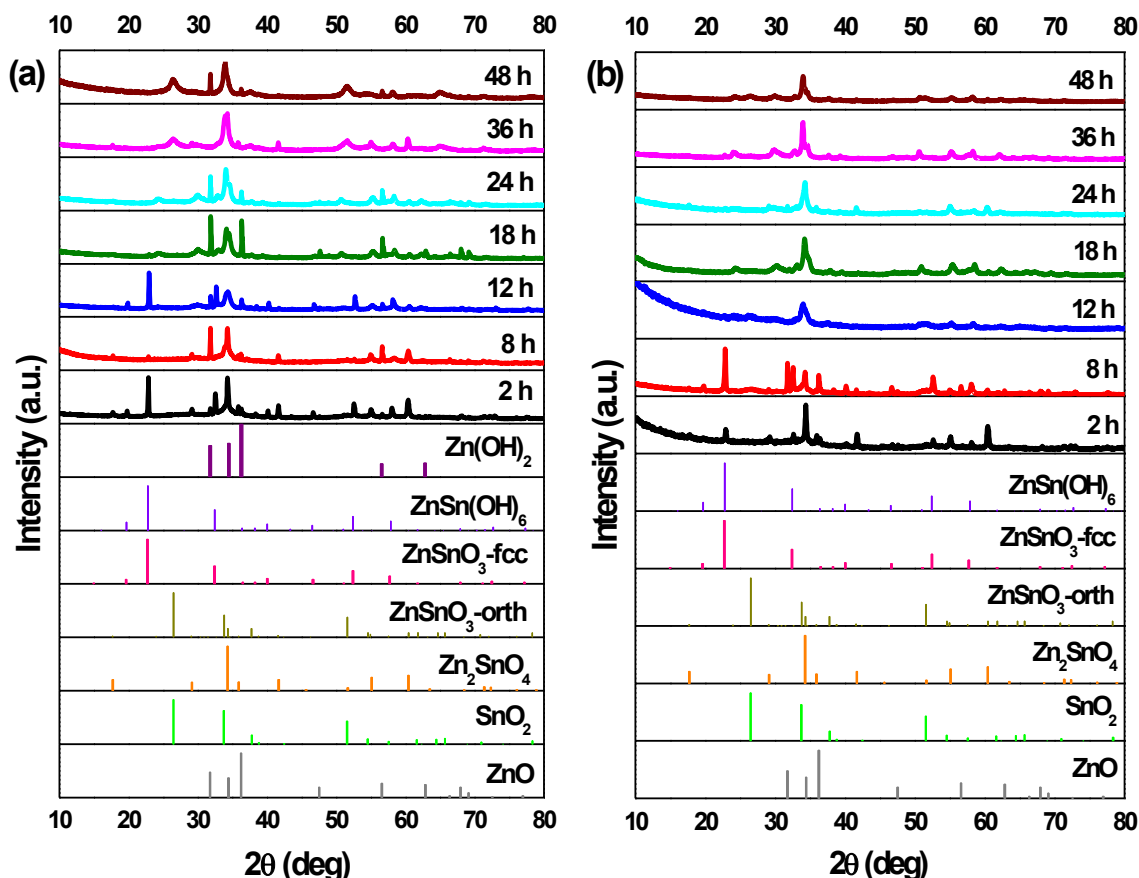 10 20 30 40 50 60 70 80
(a)
48 h
36 h
24 h
18 h
12 h
8 h
2 h
Zn(OH)₂
ZnSn(OH)₆
ZnSnO₃-fcc
ZnSnO₃-orth
Zn₂SnO₄
SnO₂
ZnO
Intensity (a.u.)
10 20 30 40 50 60 70 80
2θ (deg)
10 20 30 40 50 60 70 80
(b)
48 h
36 h
24 h
18 h
12 h
8 h
2 h
ZnSn(OH)₆
ZnSnO₃-fcc
ZnSnO₃-orth
Zn₂SnO₄
SnO₂
ZnO
Intensity (a.u.)
10 20 30 40 50 60 70 80
2θ (deg)